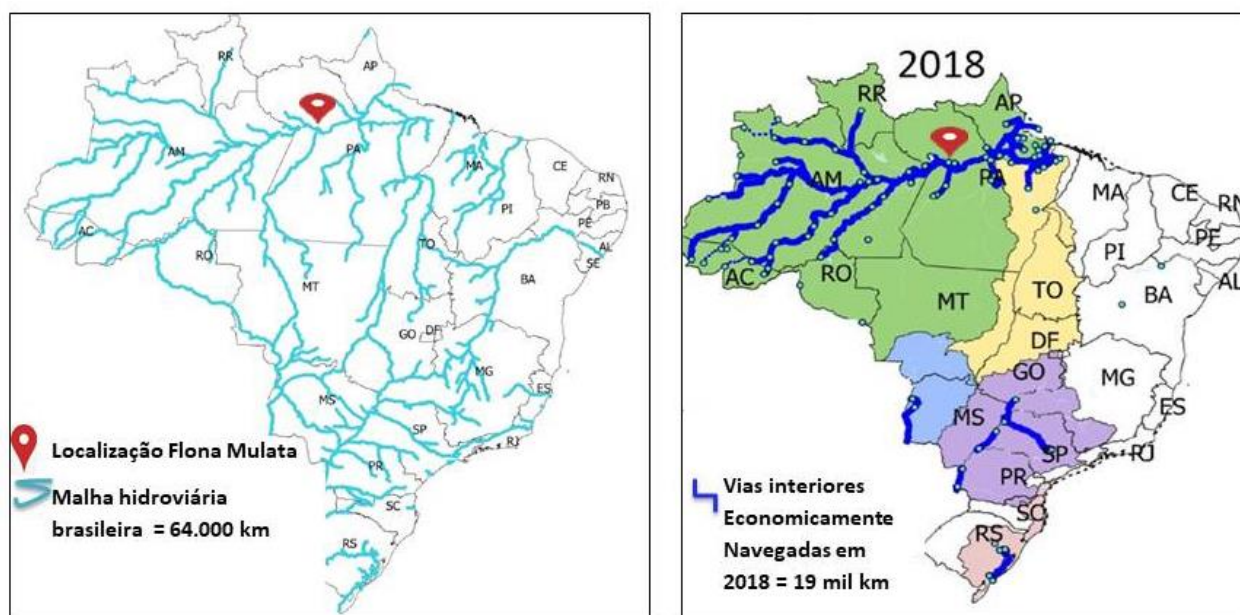 RR
AP
AM
PA
MA
CE
RN
PB
PE
PI
AL
SE
AC
RO
TO
BA
MT
GO
DF
MG
ES
MS
SP
RJ
PR
SC
RS
Localização Flona Mulata
Malha hidroviária
brasileira = 64.000 km
2018
RR
AP
AM
PA
MA
CE
RN
PE
PI
AL
AC
RO
TO
BA
MT
DF
GO
MG
ES
MS
SP
RJ
PR
SC
RS
Vias interiores
Economicamente
Navegadas em
2018 = 19 mil km